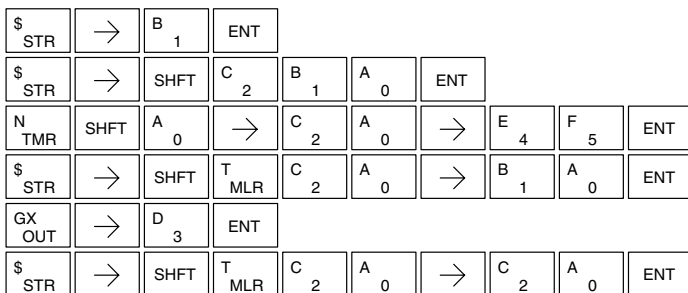 $ STR → B 1 ENT
$ STR → SHFT C 2 B 1 A 0 ENT
N TMR SHFT A 0 → C 2 A 0 → E 4 F 5 ENT
$ STR → SHFT T MLR C 2 A 0 → B 1 A 0 ENT
GX OUT → D 3 ENT
$ STR → SHFT T MLR C 2 A 0 → C 2 A 0 ENT